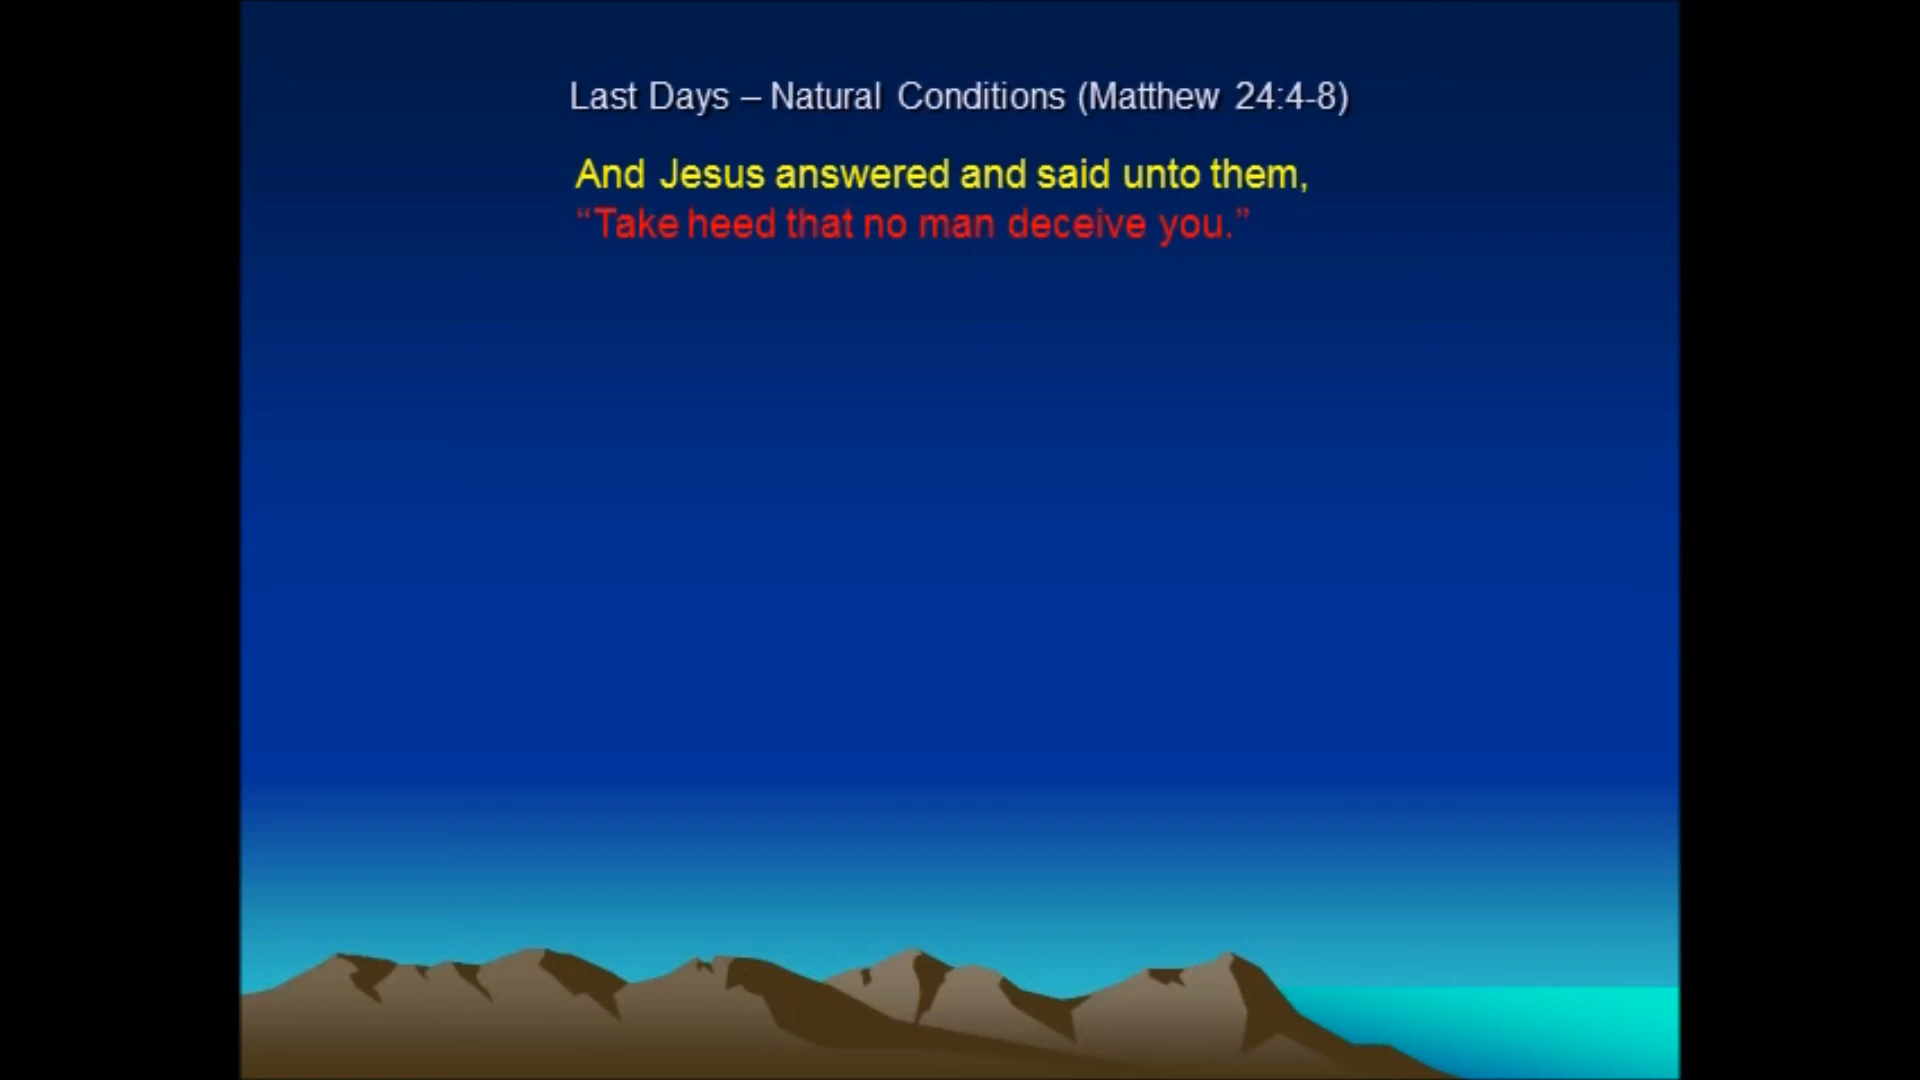 Last Days – Natural Conditions (Matthew 24:4-8)
And Jesus answered and said unto them,
“Take heed that no man deceive you.”